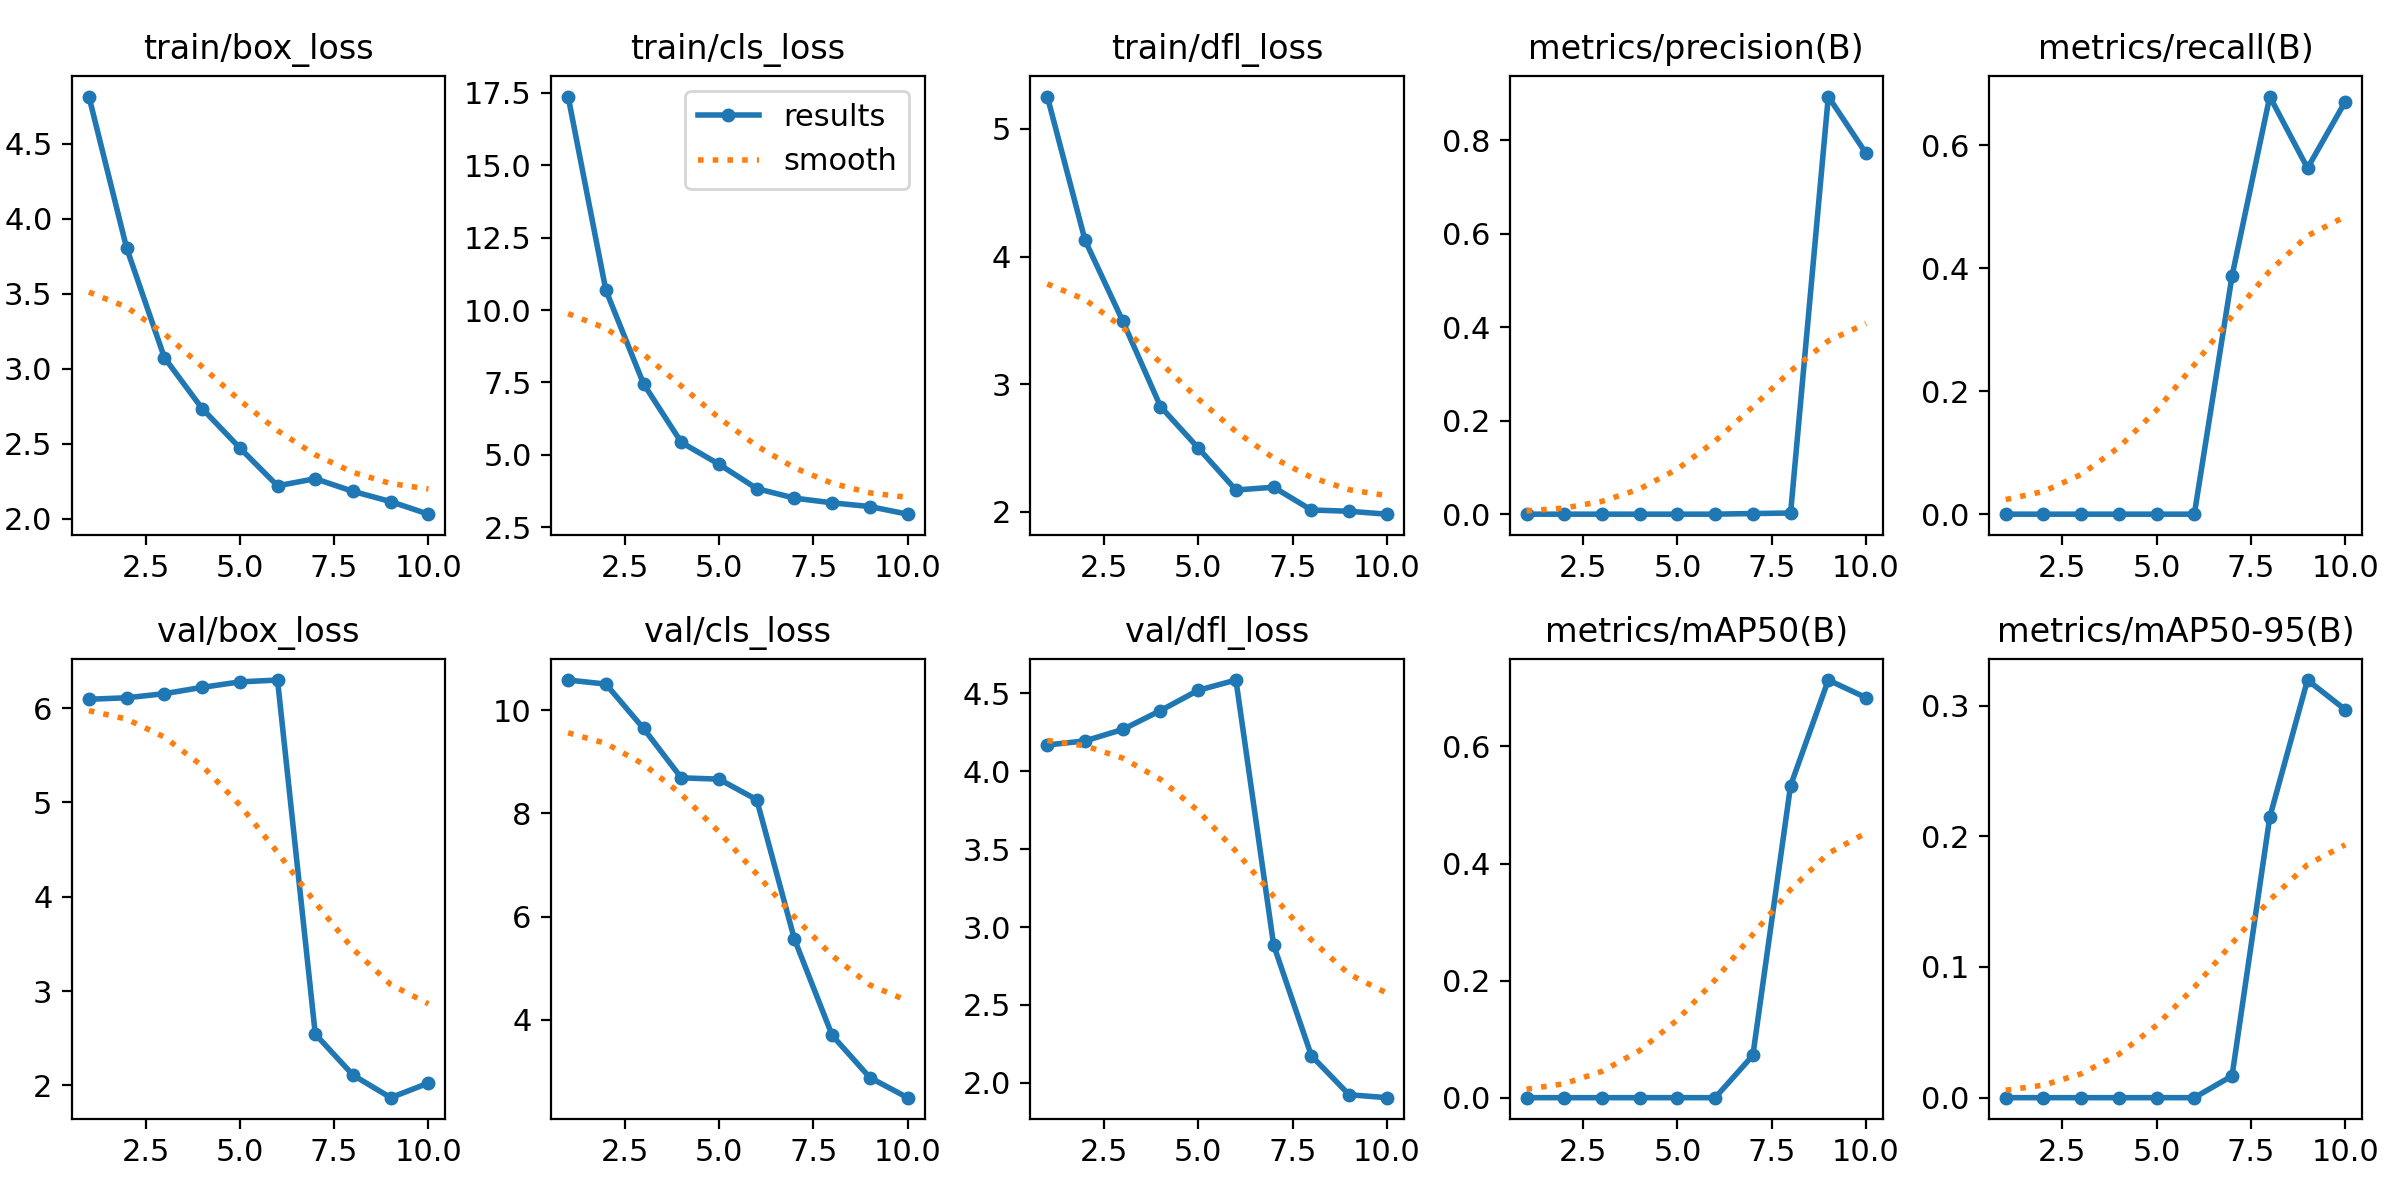 train/box_loss
train/cls_loss
train/dfl_loss
metrics/precision(B)
metrics/recall(B)
4.5
4.0
3.5
3.0
2.5
2.0
2.5 5.0 7.5 10.0
17.5
15.0
12.5
10.0
7.5
5.0
2.5
results
smooth
2.5 5.0 7.5 10.0
5
4
3
2
2.5 5.0 7.5 10.0
0.8
0.6
0.4
0.2
0.0
2.5 5.0 7.5 10.0
0.6
0.4
0.2
0.0
2.5 5.0 7.5 10.0
val/box_loss
val/cls_loss
val/dfl_loss
metrics/mAP50(B)
metrics/mAP50-95(B)
6
5
4
3
2
2.5 5.0 7.5 10.0
10
8
6
4
2.5 5.0 7.5 10.0
4.5
4.0
3.5
3.0
2.5
2.0
2.5 5.0 7.5 10.0
0.6
0.4
0.2
0.0
2.5 5.0 7.5 10.0
0.3
0.2
0.1
0.0
2.5 5.0 7.5 10.0